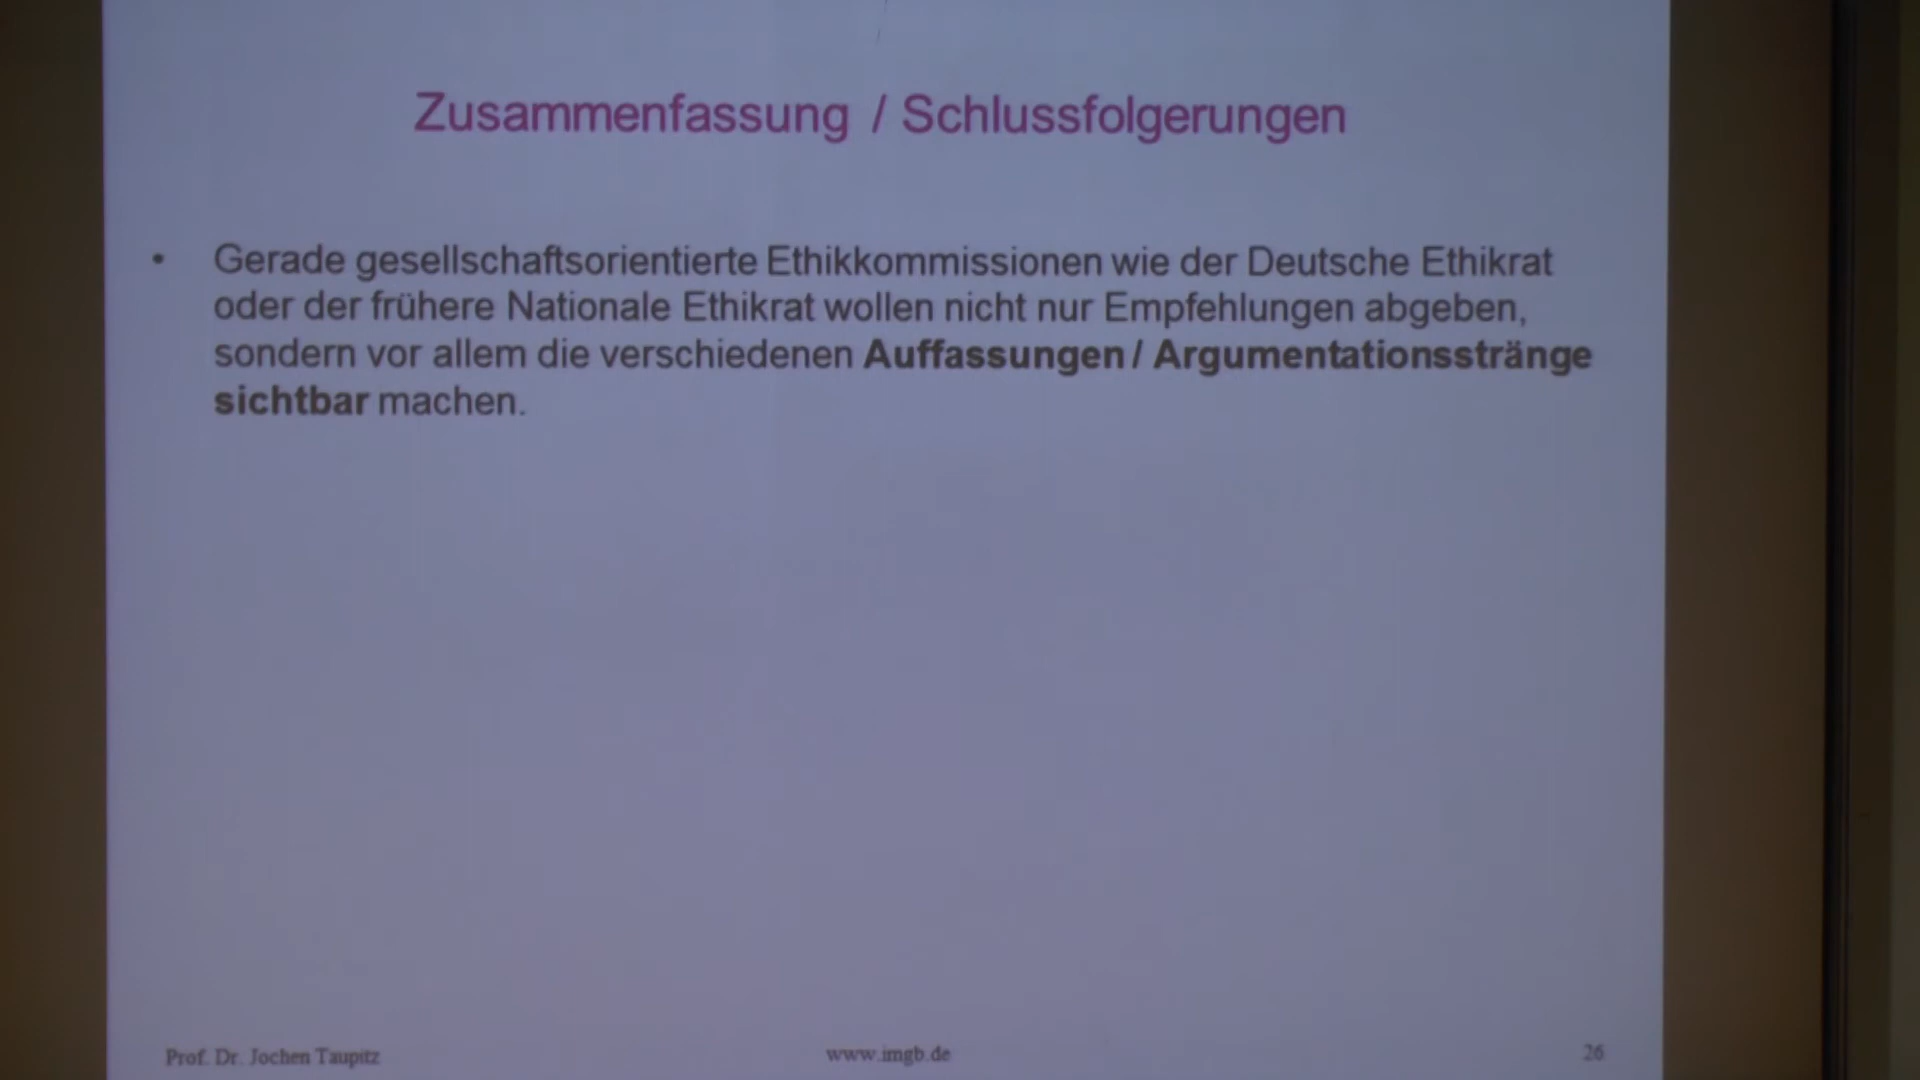 Zusammenfassung / Schlussfolgerungen
• Gerade gesellschaftsorientierte Ethikkommissionen wie der Deutsche Ethikrat
oder der frühere Nationale Ethikrat wollen nicht nur Empfehlungen abgeben,
sondern vor allem die verschiedenen Auffassungen / Argumentationsstränge
sichtbar machen.
Prof. Dr. Jochen Taupitz www.imgb.de 26